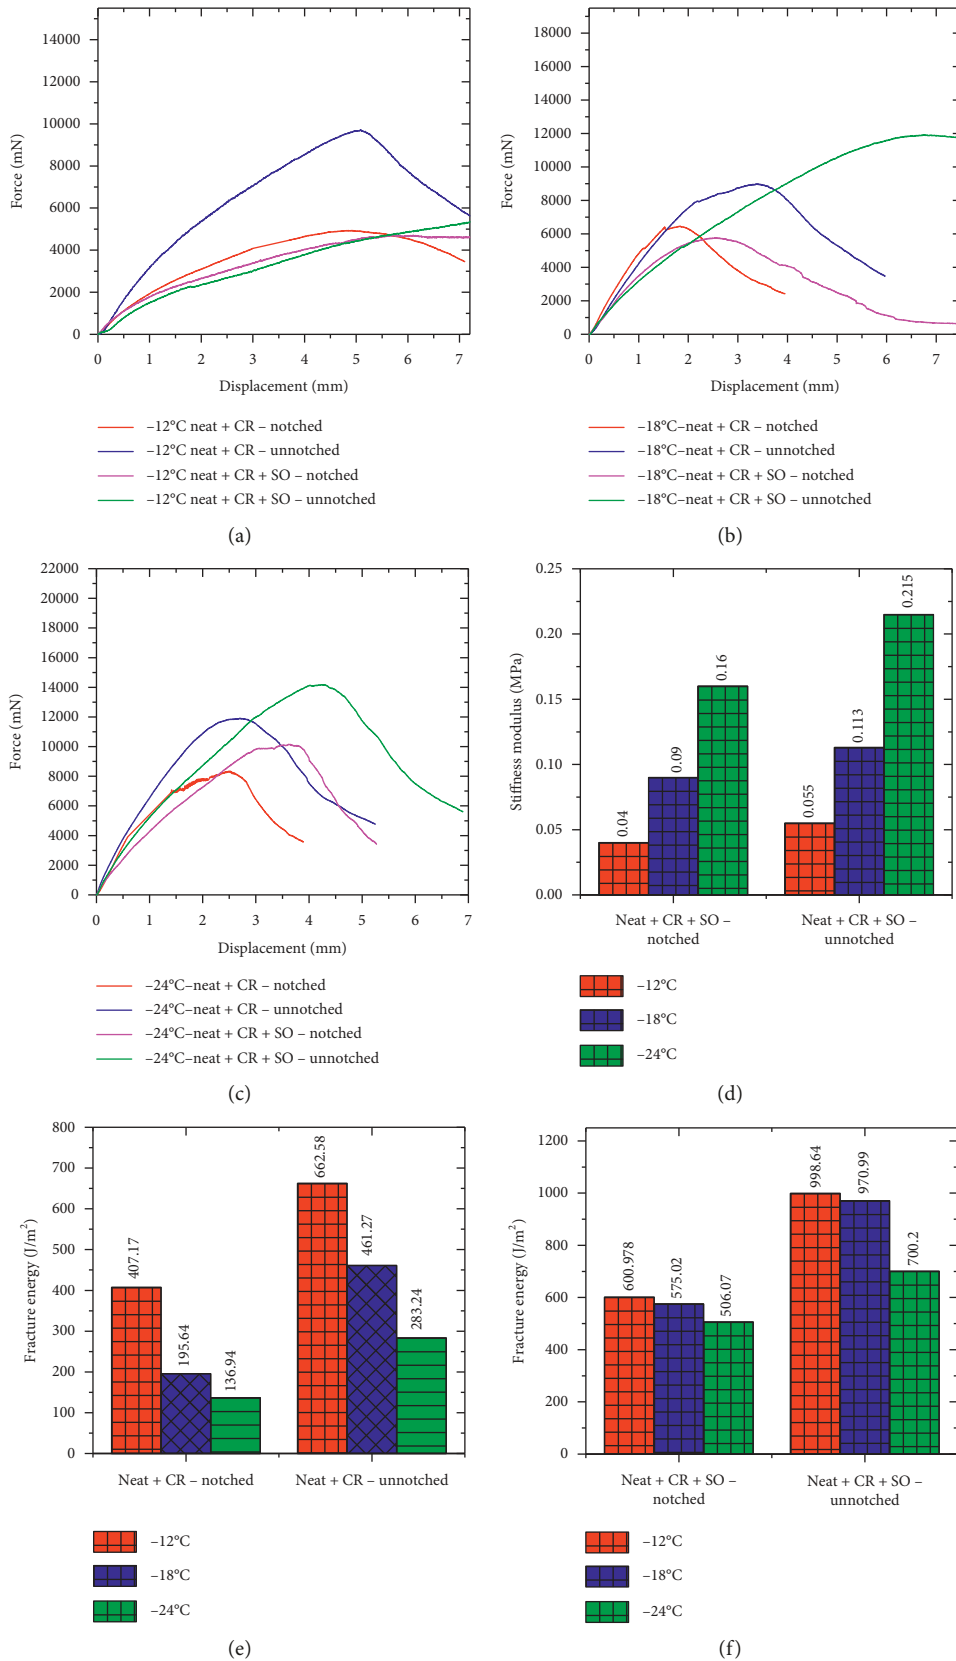 14000
12000
10000
8000
6000
4000
2000
0
Force (mN)
0 1 2 3 4 5 6 7
Displacement (mm)
–12°C neat + CR – notched
–12°C neat + CR – unnotched
–12°C neat + CR + SO – notched
–12°C neat + CR + SO – unnotched
(a)
18000
16000
14000
12000
10000
8000
6000
4000
2000
0
Force (mN)
0 1 2 3 4 5 6 7
Displacement (mm)
–18°C–neat + CR – notched
–18°C–neat + CR – unnotched
–18°C–neat + CR + SO – notched
–18°C–neat + CR + SO – unnotched
(b)
22000
20000
18000
16000
14000
12000
10000
8000
6000
4000
2000
0
Force (mN)
0 1 2 3 4 5 6 7
Displacement (mm)
–24°C–neat + CR – notched
–24°C–neat + CR – unnotched
–24°C–neat + CR + SO – notched
–24°C–neat + CR + SO – unnotched
(c)
0.25
0.20
0.15
0.10
0.05
0.00
Stiffness modulus (MPa)
0.04
0.09
0.16
0.055
0.113
0.215
Neat + CR + SO –
notched
Neat + CR + SO –
unnotched
–12°C
–18°C
–24°C
(d)
800
700
600
500
400
300
200
100
0
Fracture energy (J/m²)
407.17
195.64
136.94
662.58
461.27
283.24
Neat + CR – notched
Neat + CR – unnotched
–12°C
–18°C
–24°C
(e)
1200
1000
800
600
400
200
0
Fracture energy (J/m²)
600.978
575.02
506.07
998.64
970.99
700.2
Neat + CR + SO –
notched
Neat + CR + SO –
unnotched
–12°C
–18°C
–24°C
(f)